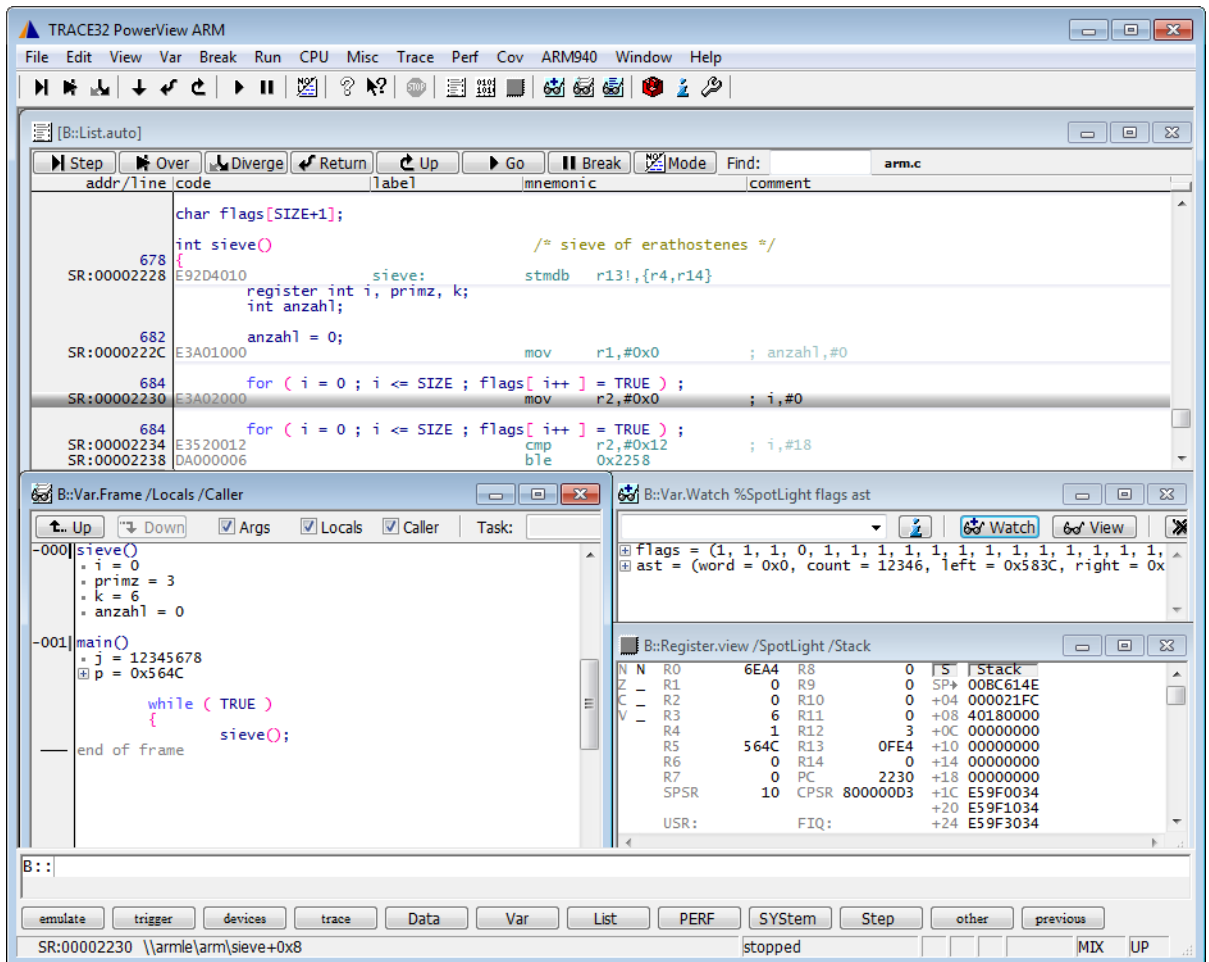 TRACE32 PowerView ARM
File Edit View Var Break Run CPU Misc Trace Perf Cov ARM940 Window Help
[B::List.auto]
Step Over Diverge Return Up Go Break Mode Find: arm.c
addr/line code label mnemonic comment
char flags[SIZE+1];
int sieve() /* sieve of erathostenes */
678 {
SR:00002228 E92D4010 sieve: stmdb r13!,{r4,r14}
register int i, primz, k;
int anzahl;
682 anzahl = 0;
SR:0000222C E3A01000 mov r1,#0x0 ; anzahl,#0
684 for ( i = 0 ; i <= SIZE ; flags[ i++ ] = TRUE ) ;
SR:00002230 E3A02000 mov r2,#0x0 ; i,#0
684 for ( i = 0 ; i <= SIZE ; flags[ i++ ] = TRUE ) ;
SR:00002234 E3520012 cmp r2,#0x12 ; i,#18
SR:00002238 DA000006 ble 0x2258
B::Var.Frame /Locals /Caller
Up Down Args Locals Caller Task:
-000 sieve()
i = 0
primz = 3
k = 6
anzahl = 0
-001 main()
j = 12345678
p = 0x564C
while ( TRUE )
{
sieve();
end of frame
B::Var.Watch %SpotLight flags ast
Watch View
flags = (1, 1, 1, 0, 1, 1, 1, 1, 1, 1, 1, 1, 1, 1, 1, 1, 1,
ast = (word = 0x0, count = 12346, left = 0x583C, right = 0x
B::Register.view /SpotLight /Stack
N N R0 6EA4 R8 0 S Stack
Z _ R1 0 R9 0 SP 00BC614E
C _ R2 0 R10 0 +04 000021FC
V _ R3 6 R11 0 +08 40180000
R4 1 R12 3 +0C 00000000
R5 564C R13 0FE4 +10 00000000
R6 0 R14 0 +14 00000000
R7 0 PC 2230 +18 00000000
SPSR 10 CPSR 800000D3 +1C E59F0034
+20 E59F1034
USR: FIQ: +24 E59F3034
B::
emulate trigger devices trace Data Var List PERF SYStem Step other previous
SR:00002230 \\armle\arm\sieve+0x8 stopped MIX UP